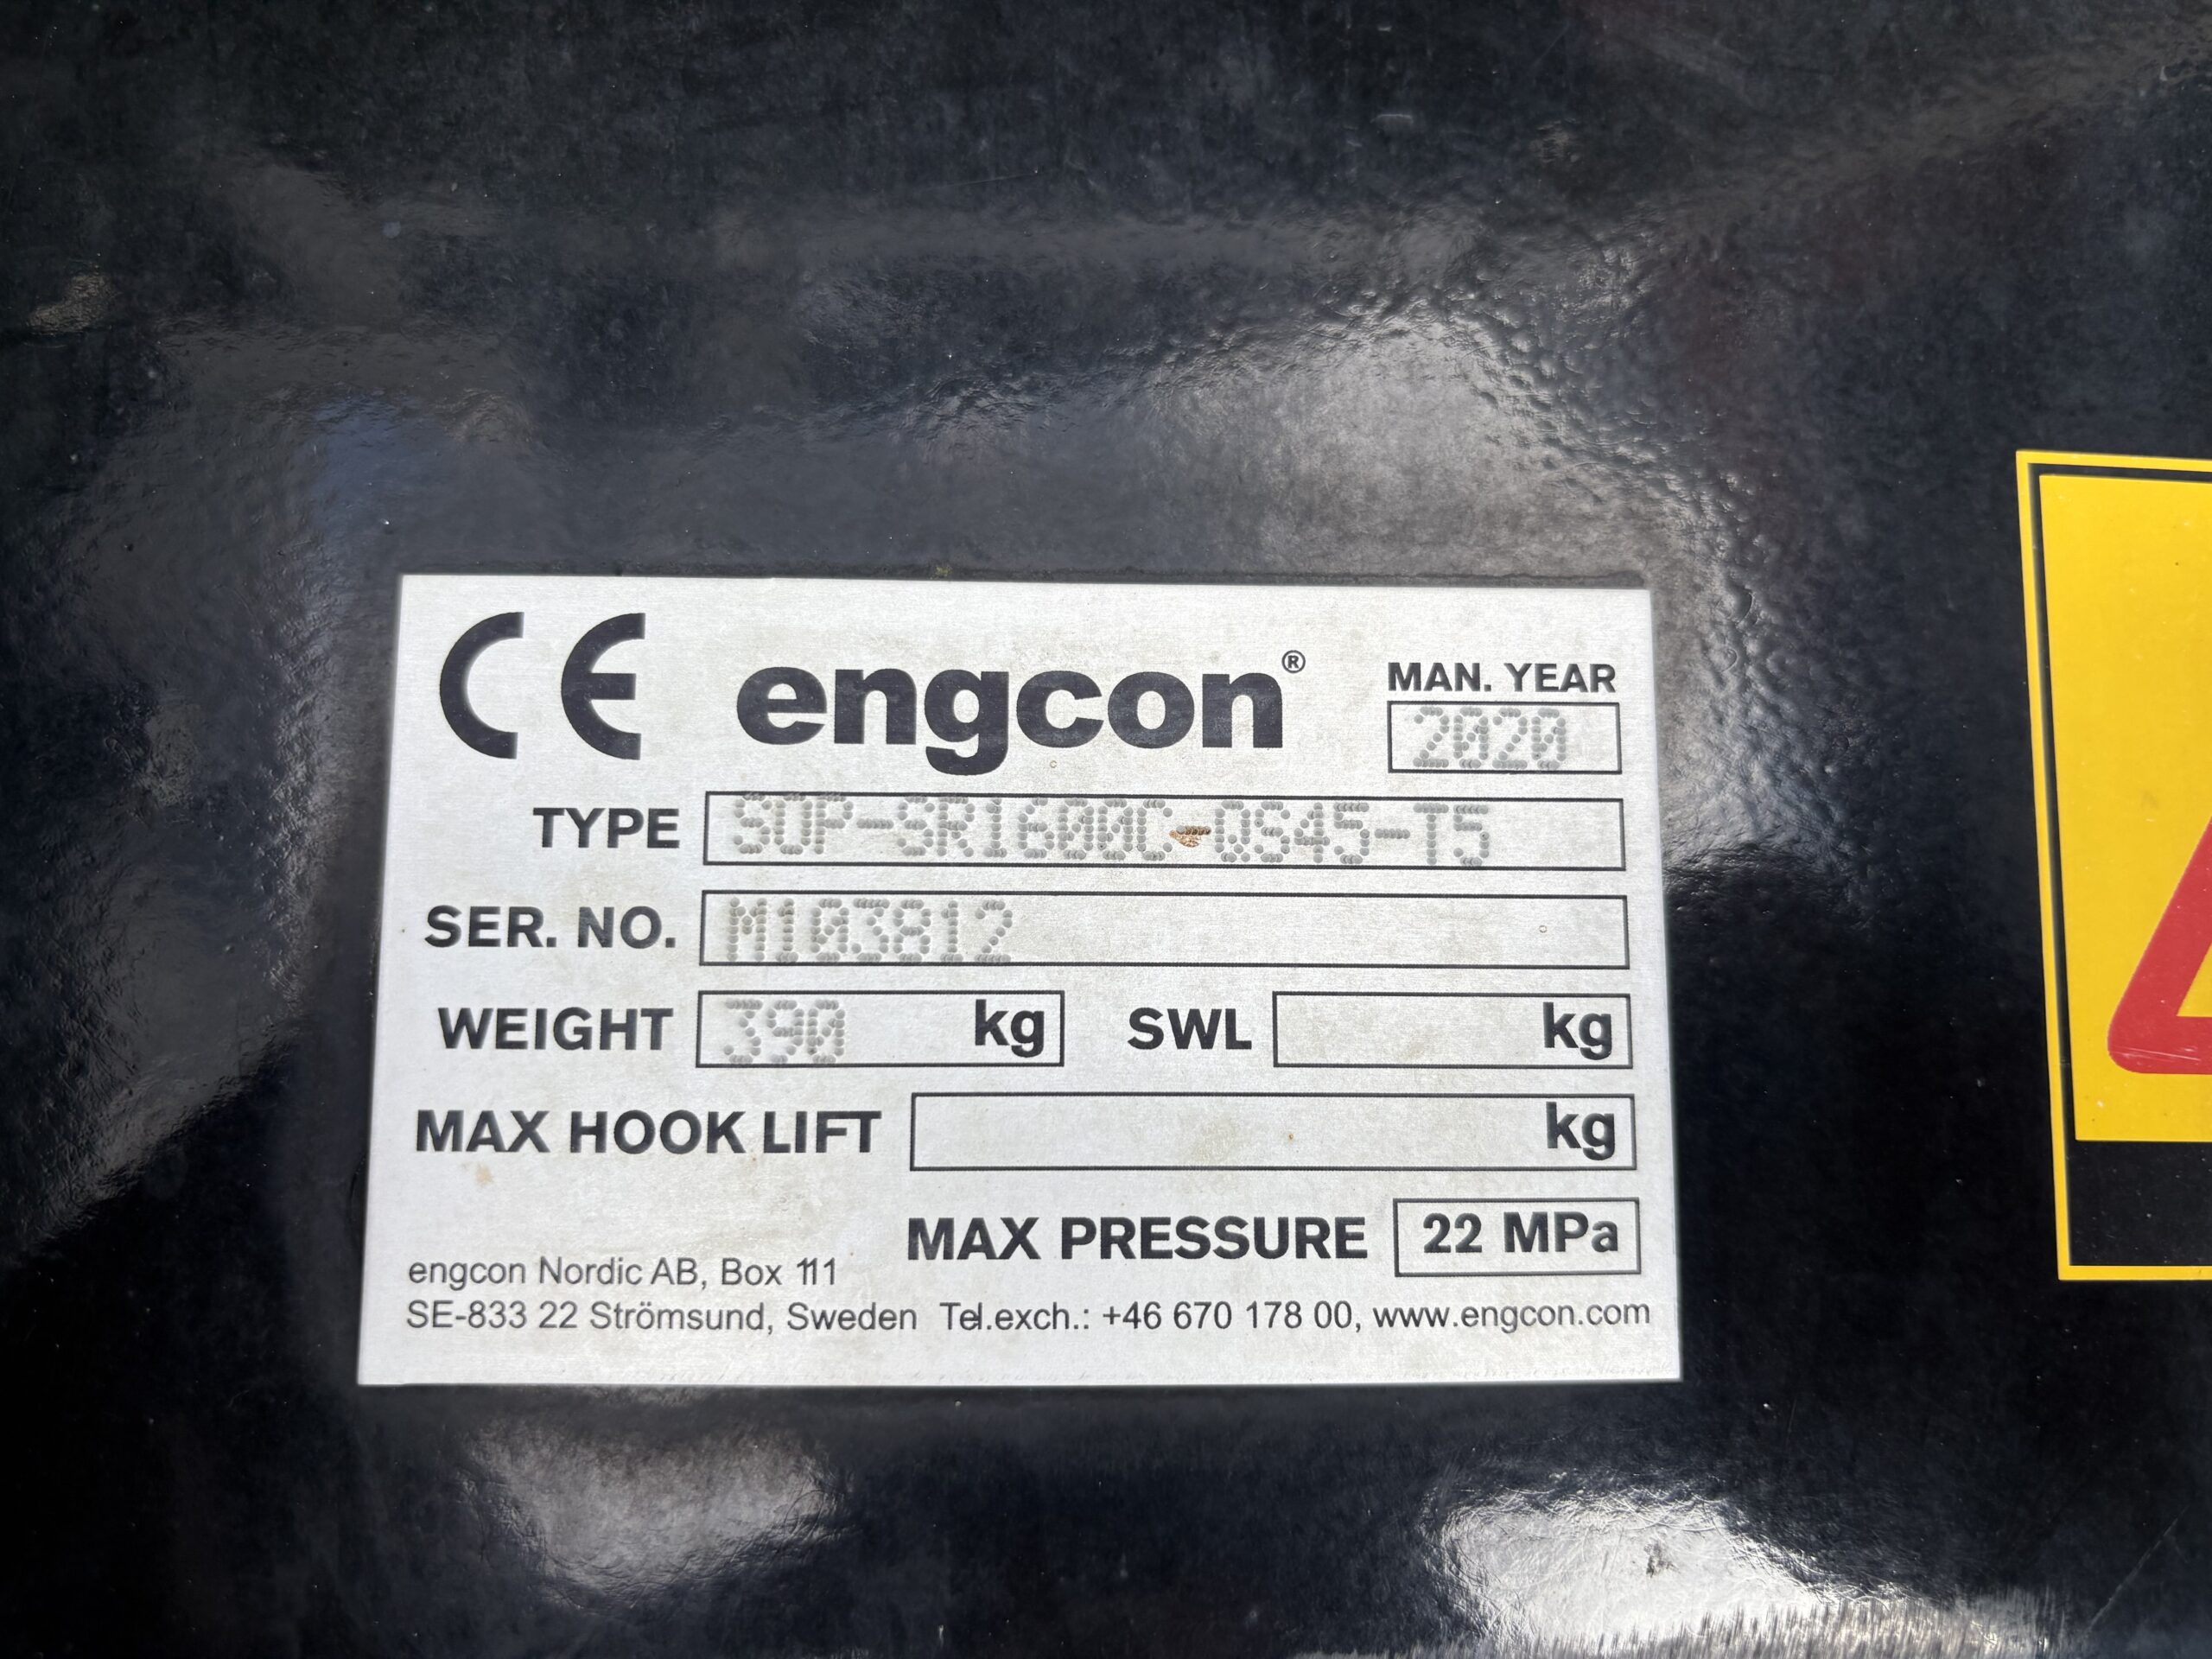 CE engcon® MAN. YEAR
2020
TYPE SOP-SR1600C-QS45-T5
SER. NO. M103812
WEIGHT 390 kg SWL kg
MAX HOOK LIFT kg
MAX PRESSURE 22 MPa
engcon Nordic AB, Box 111
SE-833 22 Strömsund, Sweden Tel.exch.: +46 670 178 00, www.engcon.com